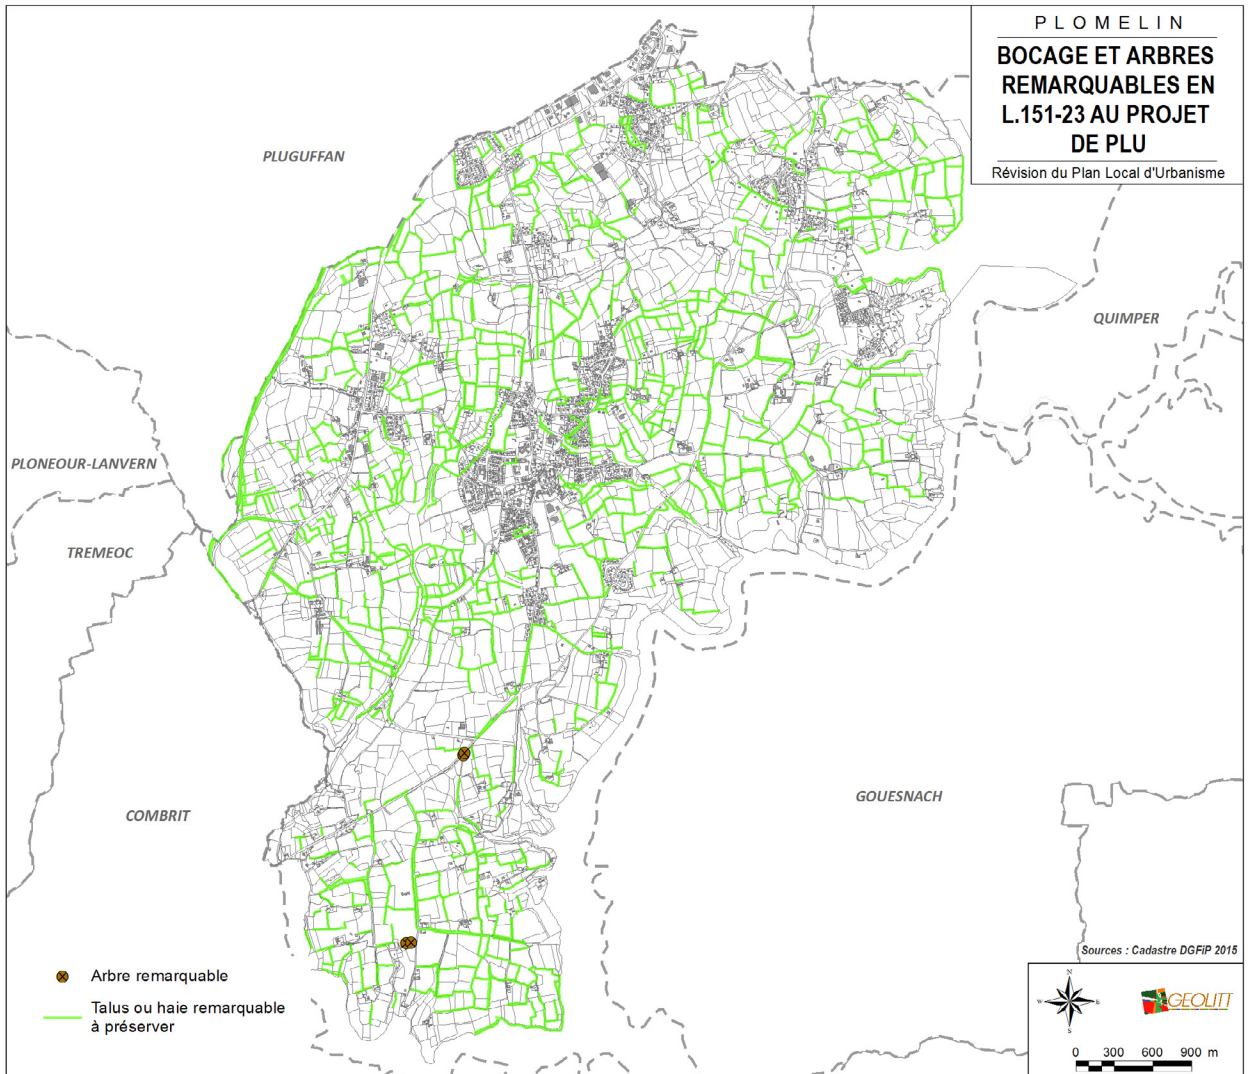 PLOMELIN
BOCAGE ET ARBRES
REMARQUABLES EN
L.151-23 AU PROJET
DE PLU
Révision du Plan Local d'Urbanisme
PLUGUFFAN
QUIMPER
PLONEOUR-LANVERN
TREMEOC
COMBRIT
GOUESNACH
Sources : Cadastre DGFiP 2015
Arbre remarquable
Talus ou haie remarquable
à préserver
N
W
E
S
GEOLITT
0 300 600 900 m